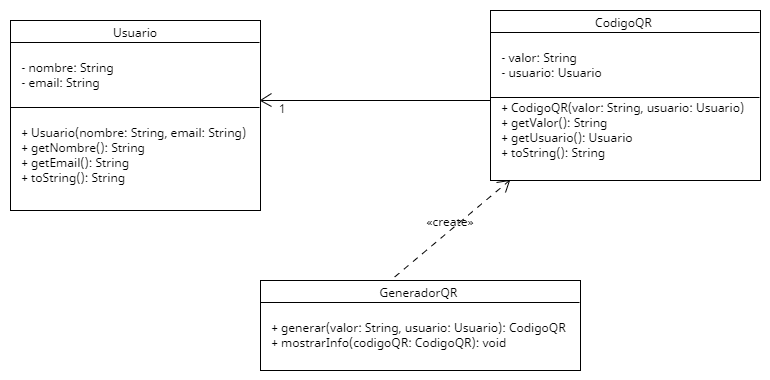 Usuario
- nombre: String
- email: String
+ Usuario(nombre: String, email: String)
+ getNombre(): String
+ getEmail(): String
+ toString(): String
CodigoQR
- valor: String
- usuario: Usuario
+ CodigoQR(valor: String, usuario: Usuario)
+ getValor(): String
+ getUsuario(): Usuario
+ toString(): String
1
«create»
GeneradorQR
+ generar(valor: String, usuario: Usuario): CodigoQR
+ mostrarInfo(codigoQR: CodigoQR): void